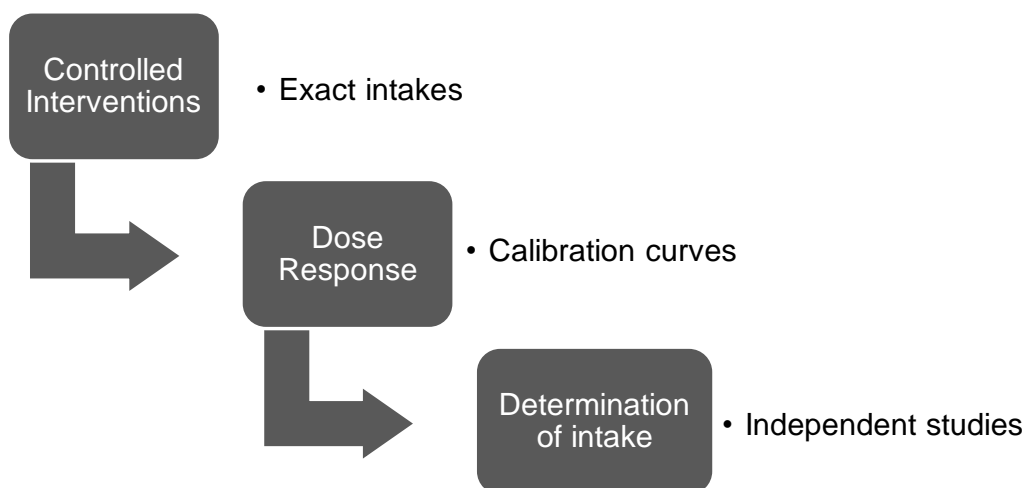 Controlled
Interventions
• Exact intakes
Dose
Response
• Calibration curves
Determination
of intake
• Independent studies